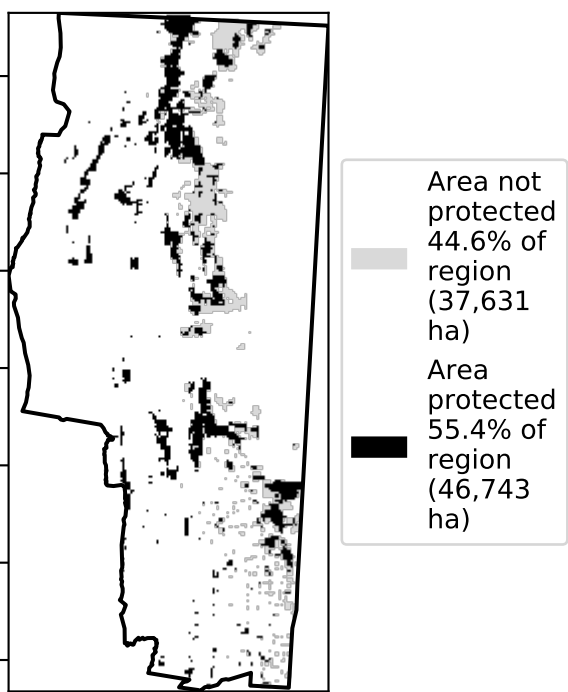 Area not
protected
44.6% of
region
(37,631
ha)
Area
protected
55.4% of
region
(46,743
ha)